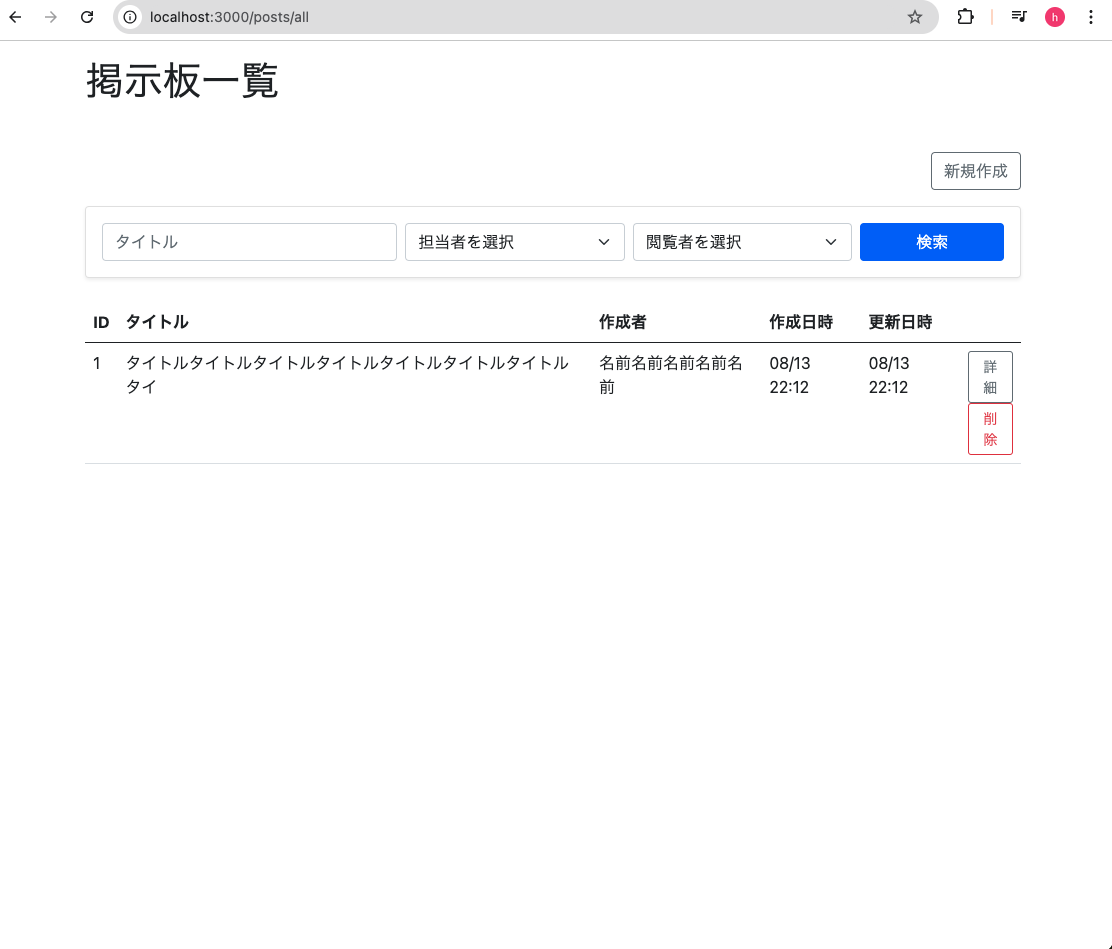 localhost:3000/posts/all
h
掲示板一覧
新規作成
タイトル 担当者を選択 閲覧者を選択 検索
ID タイトル 作成者 作成日時 更新日時
1 タイトルタイトルタイトルタイトルタイトルタイトルタイトル 名前名前名前名前名 08/13 08/13 詳
タイ 前 22:12 22:12 細
削
除